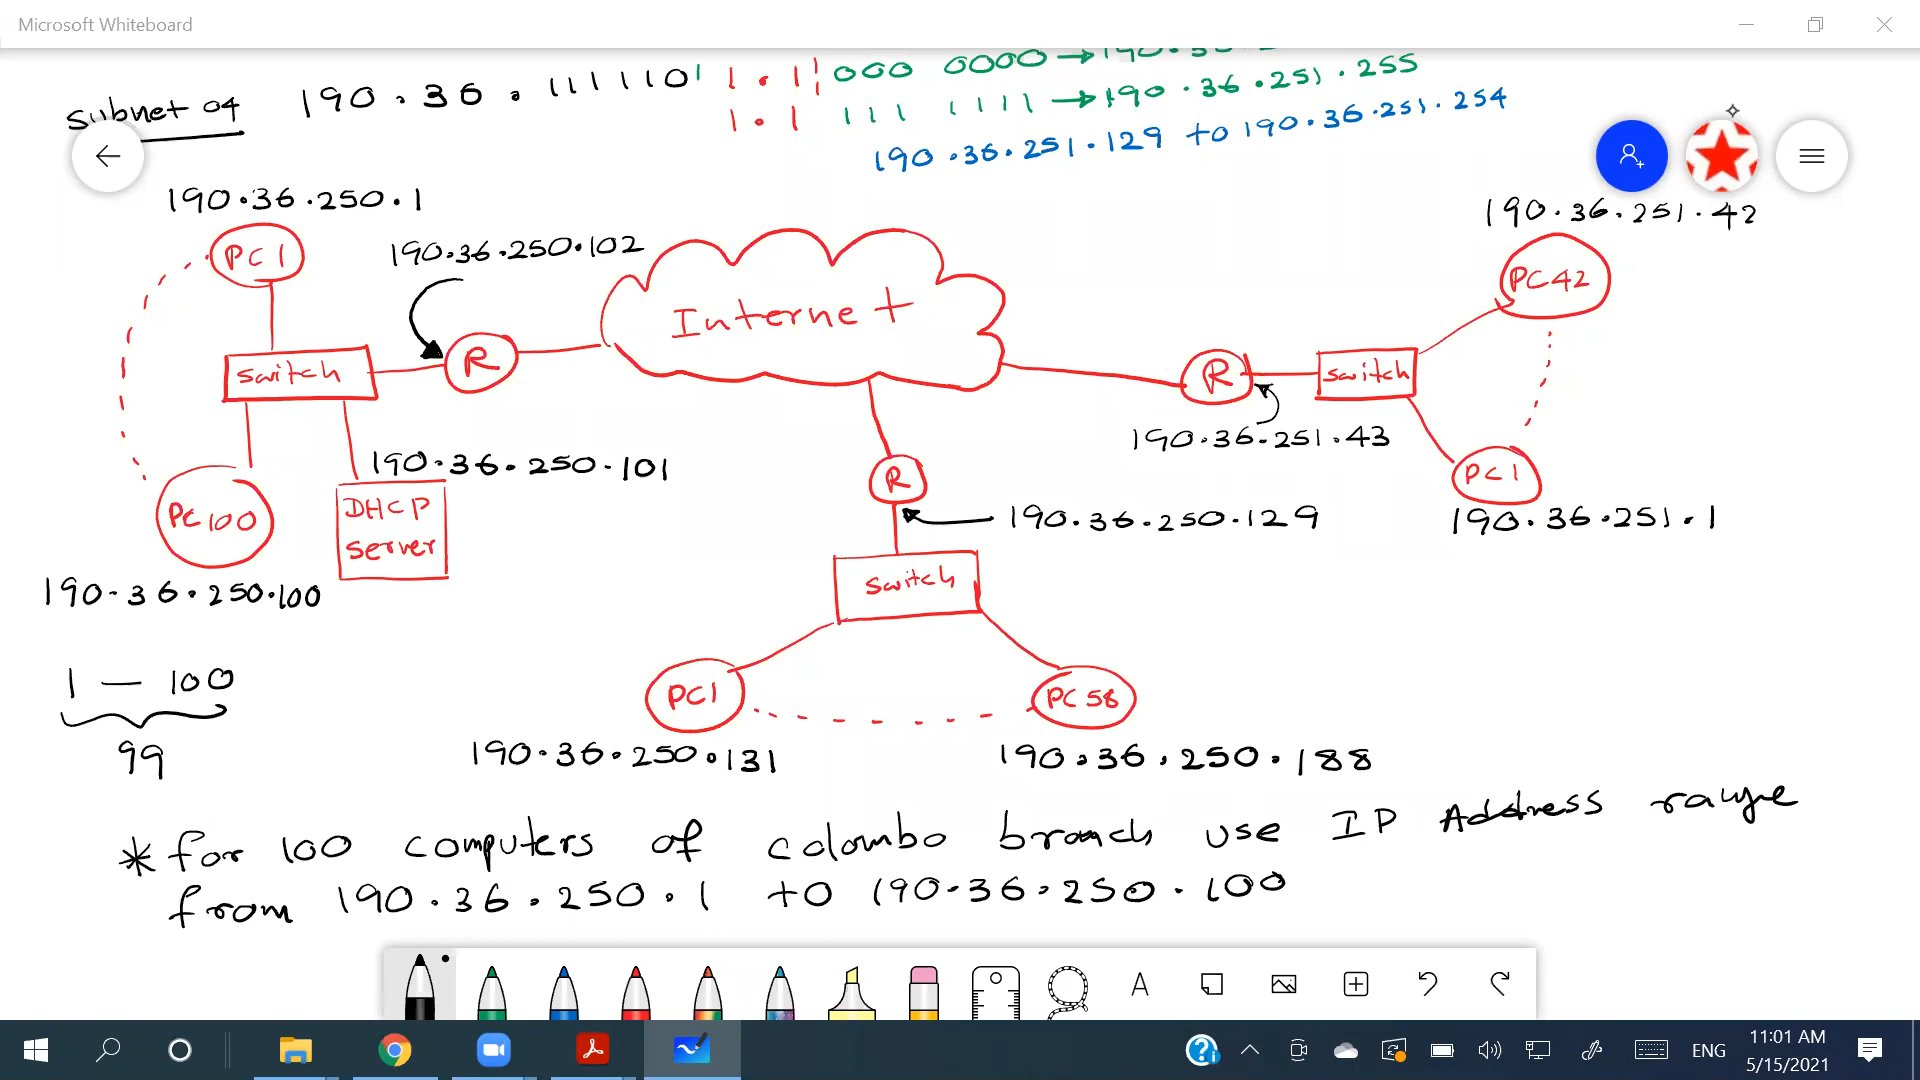 Microsoft Whiteboard
Subnet 04 190.36.11111101 1.1 000 0000 → 190.36.2
1.1 111 1111 → 190.36.251.255
190.36.251.129 to 190.36.251.254
190.36.250.1
190.36.251.42
PC1
190.36.250.102
Internet
PC42
R
Switch
R
Switch
190.36.251.43
190.36.250.101
PC1
R
PC100
DHCP
Server
190.36.250.129
190.36.251.1
Switch
190.36.250.100
1 — 100
99
PC1
PC58
190.36.250.131
190.36.250.188
* for 100 computers of colombo branch use IP Address range
from 190.36.250.1 to 190.36.250.100
A
ENG
11:01 AM
5/15/2021